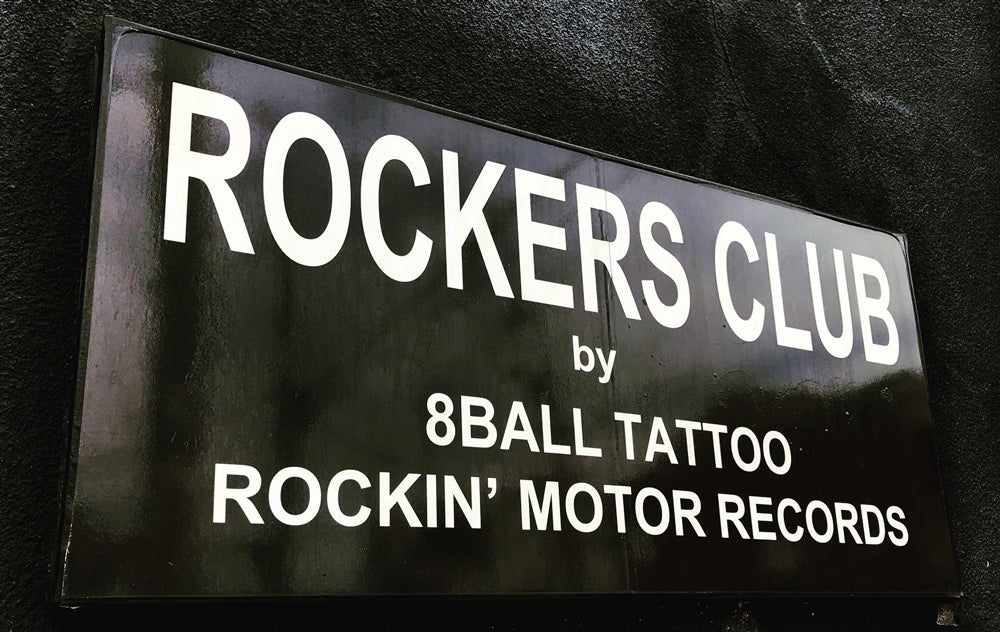 ROCKERS CLUB
by
8BALL TATTOO
ROCKIN’ MOTOR RECORDS